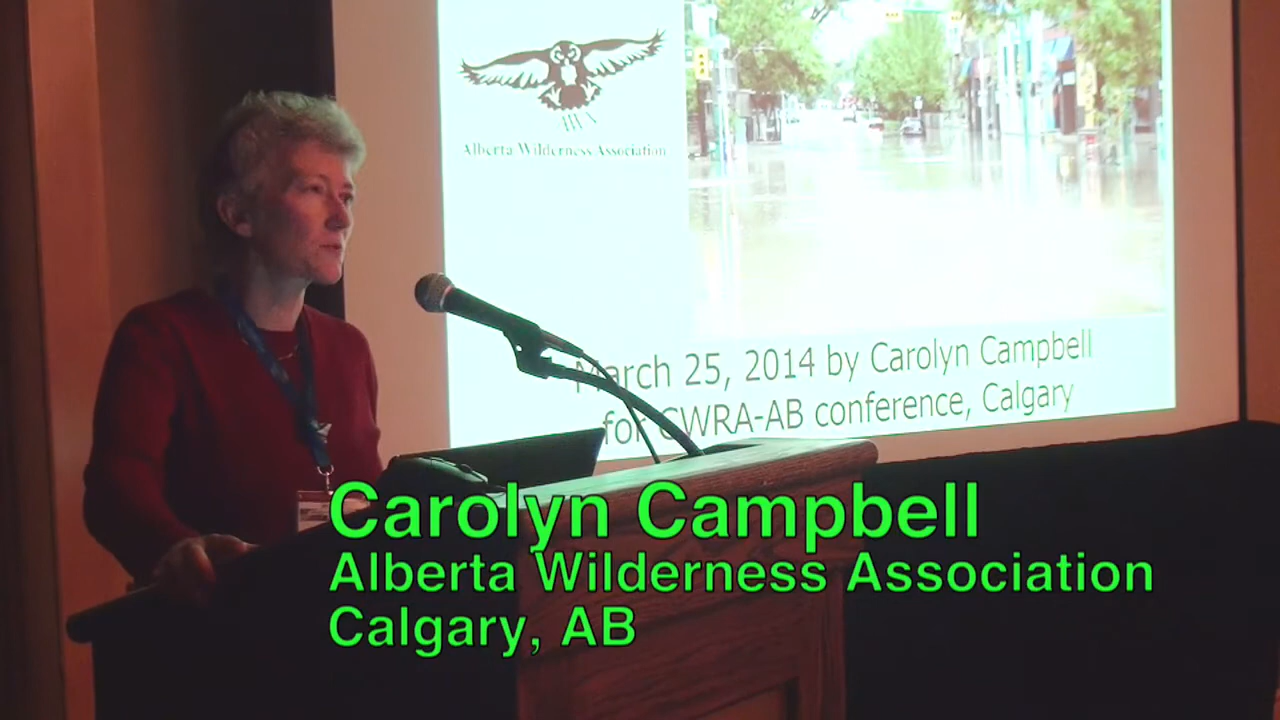 Alberta Wilderness Association
March 25, 2014 by Carolyn Campbell
for CWRA-AB conference, Calgary
Carolyn Campbell
Alberta Wilderness Association
Calgary, AB